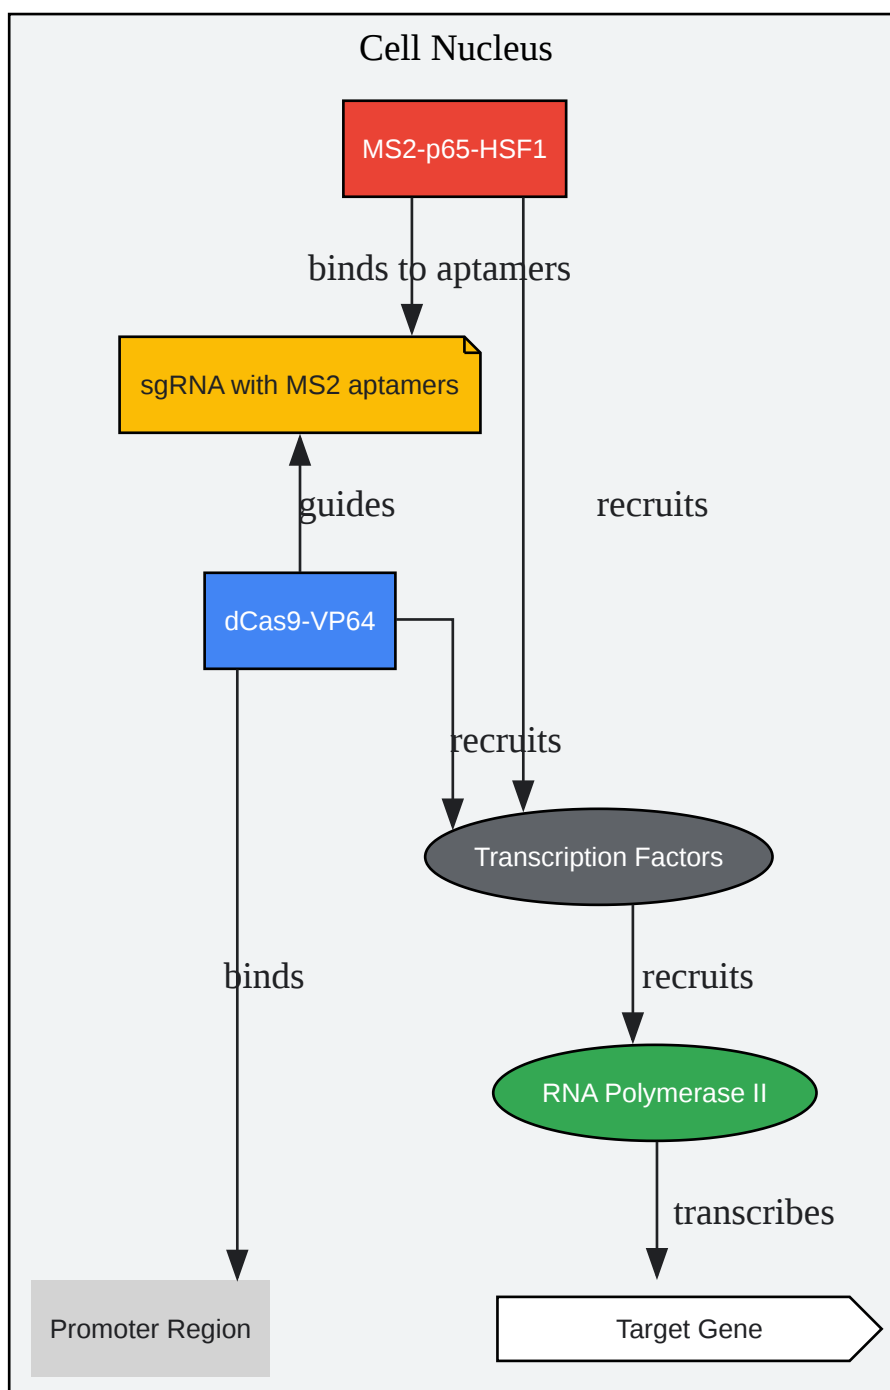 Cell Nucleus
MS2-p65-HSF1
binds to aptamers
sgRNA with MS2 aptamers
guides
recruits
dCas9-VP64
recruits
Transcription Factors
binds
recruits
RNA Polymerase II
transcribes
Promoter Region
Target Gene